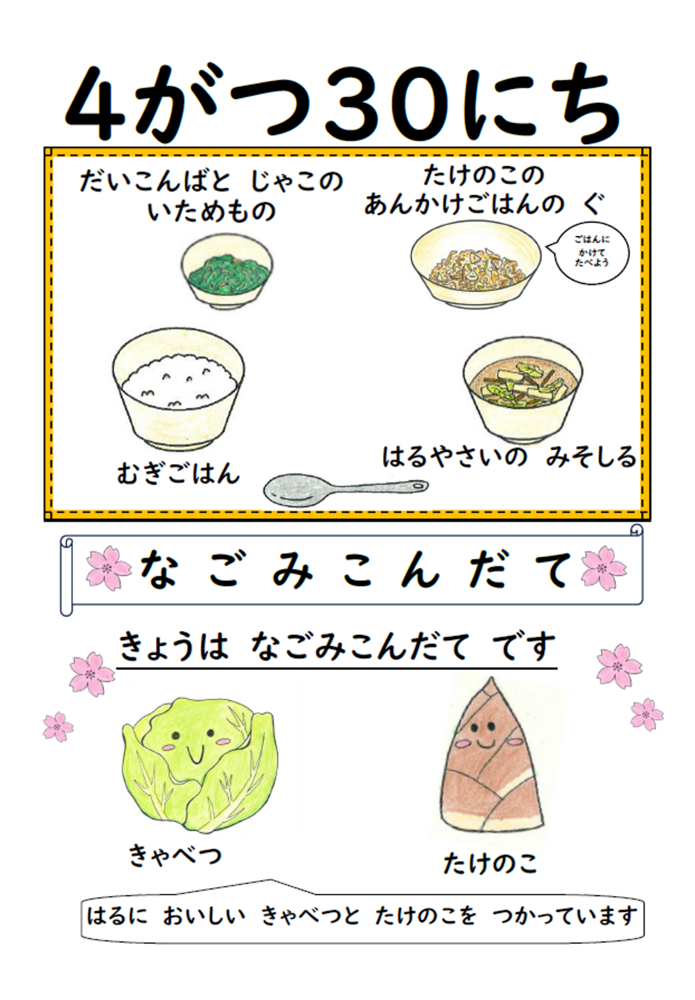 4がつ30にち
だいこんばと じゃこの
いためもの
たけのこの
あんかけごはんの ぐ
ごはんに
かけて
たべよう
むぎごはん
はるやさいの みそしる
なごみこんだて
きょうは なごみこんだて です
きゃべつ
たけのこ
はるに おいしい きゃべつと たけのこを つかっています